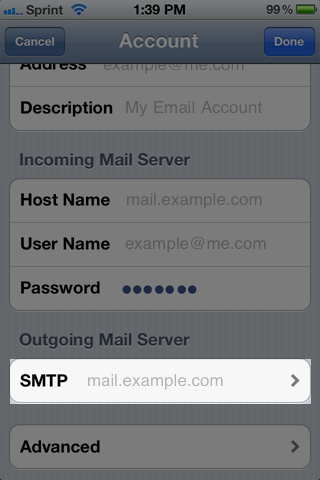 Sprint 1:39 PM 99%
Cancel Account Done
Address example@me.com
Description My Email Account
Incoming Mail Server
Host Name mail.example.com
User Name example@me.com
Password ●●●●●●●
Outgoing Mail Server
SMTP mail.example.com
Advanced